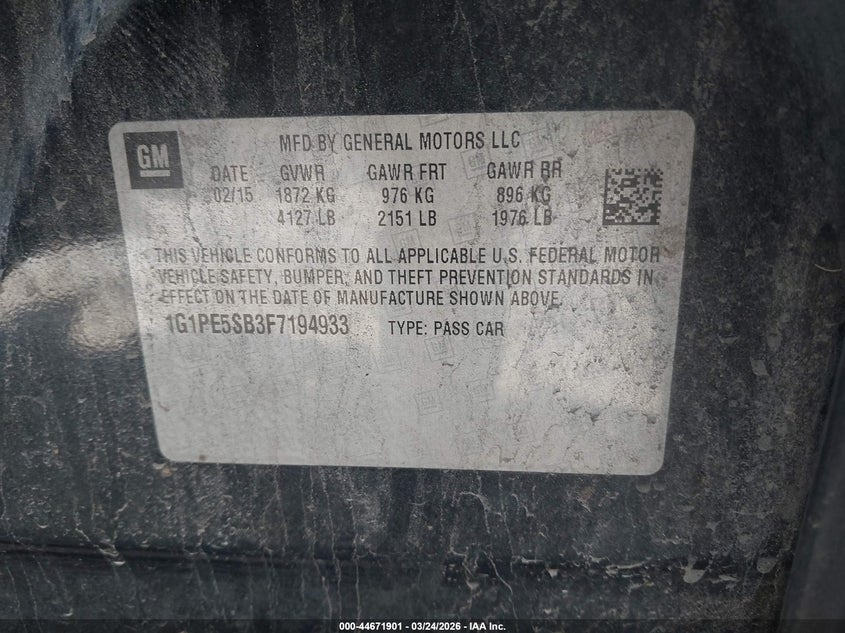 GM
MFD BY GENERAL MOTORS LLC
DATE GVWR GAWR FRT GAWR RR
02/15 1872 KG 976 KG 896 KG
4127 LB 2151 LB 1976 LB
THIS VEHICLE CONFORMS TO ALL APPLICABLE U.S. FEDERAL MOTOR
VEHICLE SAFETY, BUMPER, AND THEFT PREVENTION STANDARDS IN
EFFECT ON THE DATE OF MANUFACTURE SHOWN ABOVE.
1G1PE5SB3F7194933 TYPE: PASS CAR
000-44671901 - 03/24/2026 - IAA Inc.